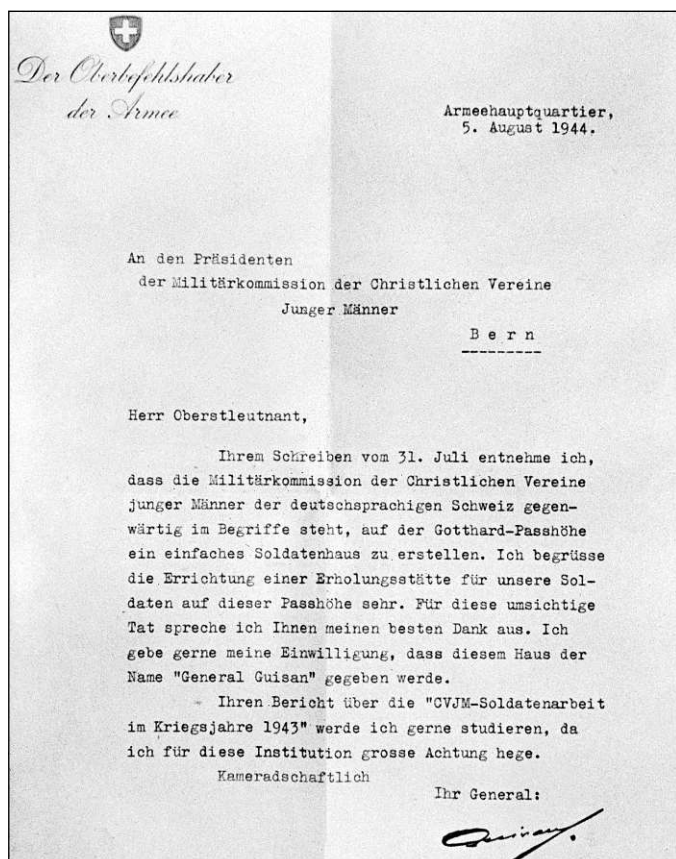 Der Oberbefehlshaber
der Armee
Armeehauptquartier,
5. August 1944.
An den Präsidenten
der Militärkommission der Christlichen Vereine
Junger Männer
B e r n
---------
Herr Oberstleutnant,
Ihrem Schreiben vom 31. Juli entnehme ich,
dass die Militärkommission der Christlichen Vereine
junger Männer der deutschsprachigen Schweiz gegen-
wärtig im Begriffe steht, auf der Gotthard-Passhöhe
ein einfaches Soldatenhaus zu erstellen. Ich begrüsse
die Errichtung einer Erholungsstätte für unsere Sol-
daten auf dieser Passhöhe sehr. Für diese umsichtige
Tat spreche ich Ihnen meinen besten Dank aus. Ich
gebe gerne meine Einwilligung, dass diesem Haus der
Name "General Guisan" gegeben werde.
Ihren Bericht über die "CVJM-Soldatenarbeit
im Kriegsjahre 1943" werde ich gerne studieren, da
ich für diese Institution grosse Achtung hege.
Kameradschaftlich
Ihr General:
Guisan.